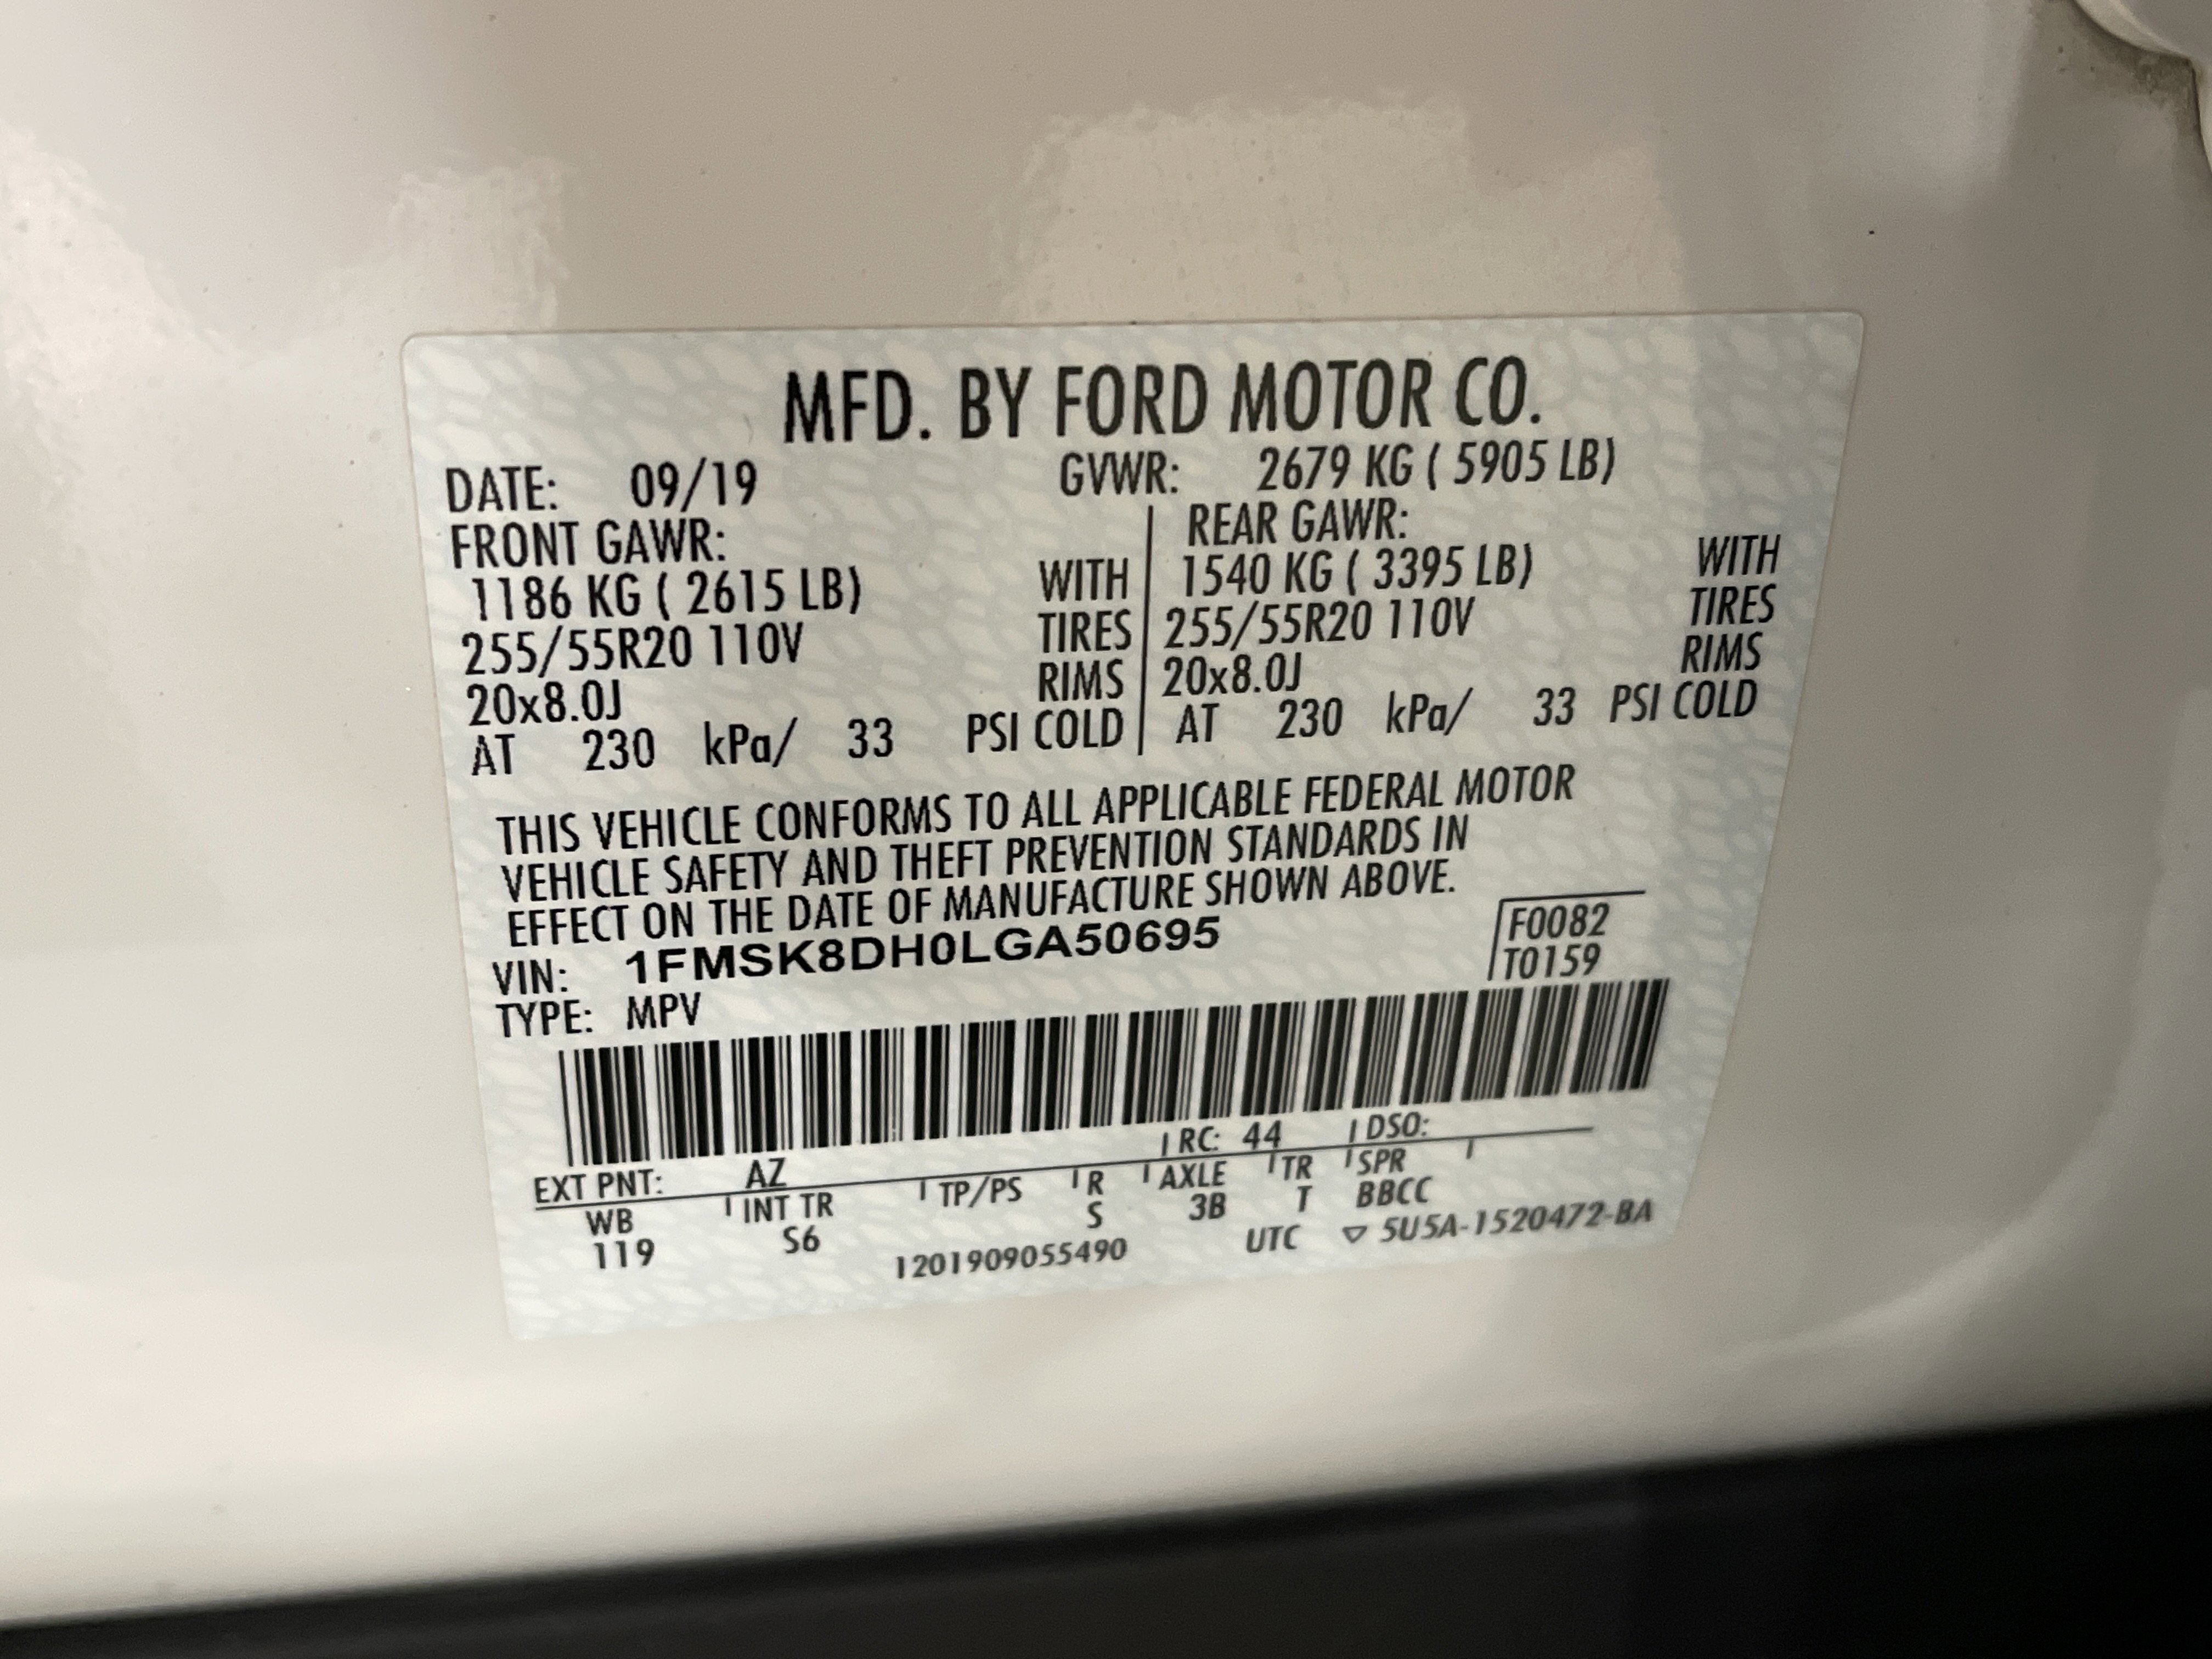 MFD. BY FORD MOTOR CO.
DATE: 09/19 GVWR: 2679 KG ( 5905 LB)
FRONT GAWR: REAR GAWR:
1186 KG ( 2615 LB) WITH 1540 KG ( 3395 LB) WITH
255/55R20 110V TIRES 255/55R20 110V TIRES
20x8.0J RIMS 20x8.0J RIMS
AT 230 kPa/ 33 PSI COLD AT 230 kPa/ 33 PSI COLD
THIS VEHICLE CONFORMS TO ALL APPLICABLE FEDERAL MOTOR
VEHICLE SAFETY AND THEFT PREVENTION STANDARDS IN
EFFECT ON THE DATE OF MANUFACTURE SHOWN ABOVE.
VIN: 1FMSK8DH0LGA50695 F0082
TYPE: MPV T0159
EXT PNT: AZ RC: 44 DSO:
WB INT TR TP/PS R AXLE TR SPR
119 S6 S 3B T BBCC
1201909055490 UTC ▽ 5U5A-1520472-BA